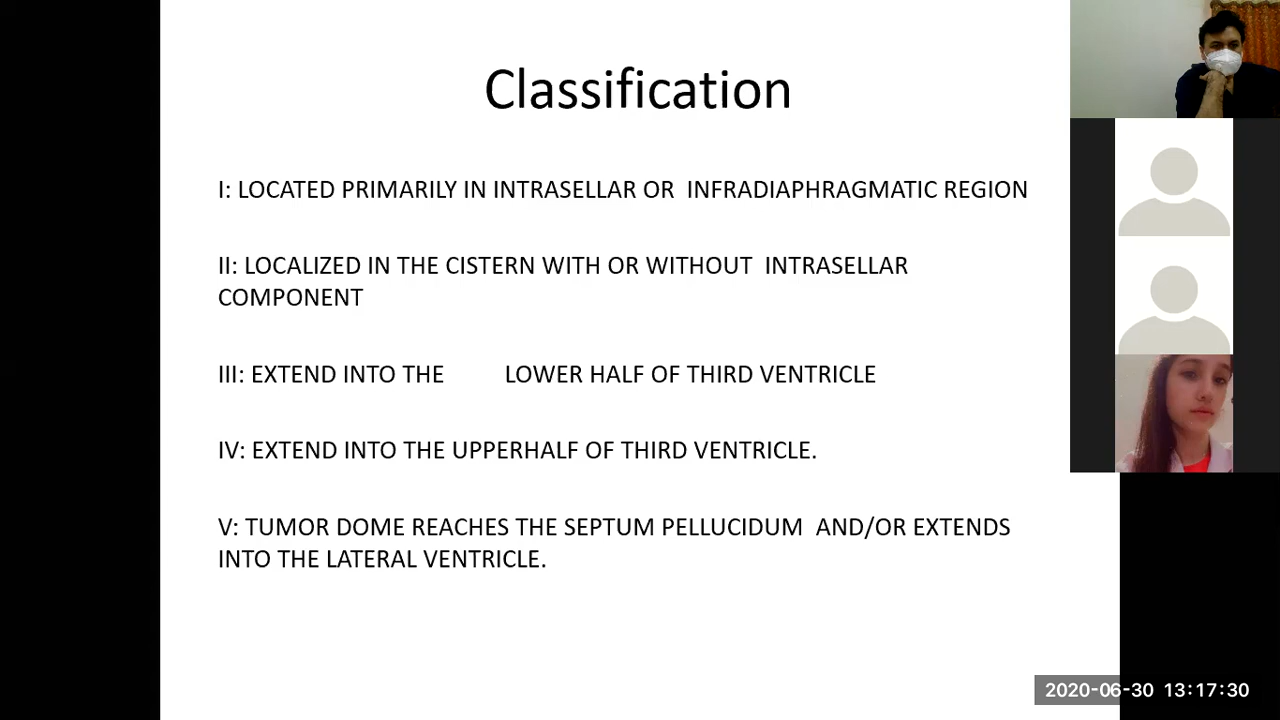 Classification
I: LOCATED PRIMARILY IN INTRASELLAR OR INFRADIAPHRAGMATIC REGION
II: LOCALIZED IN THE CISTERN WITH OR WITHOUT INTRASELLAR
COMPONENT
III: EXTEND INTO THE LOWER HALF OF THIRD VENTRICLE
IV: EXTEND INTO THE UPPERHALF OF THIRD VENTRICLE.
V: TUMOR DOME REACHES THE SEPTUM PELLUCIDUM AND/OR EXTENDS
INTO THE LATERAL VENTRICLE.
2020-06-30 13:17:30